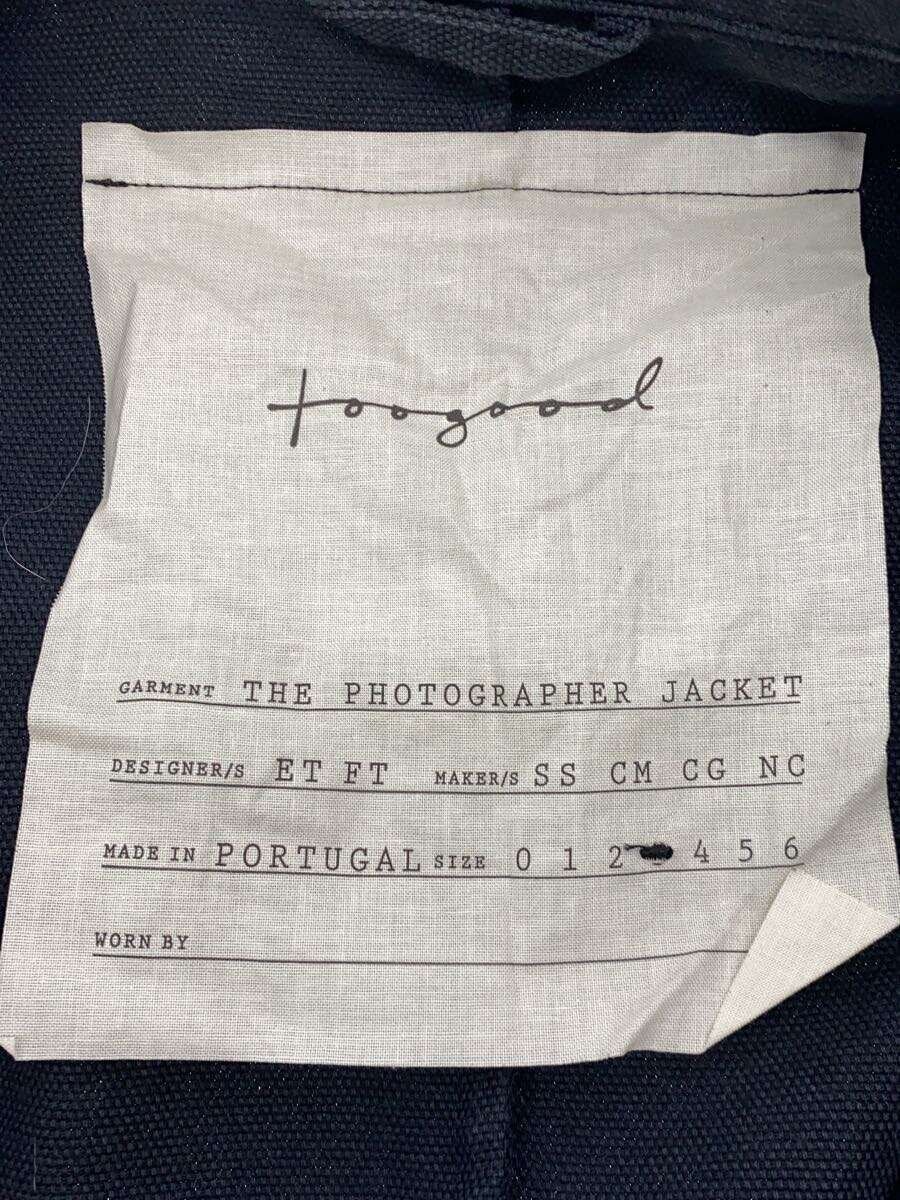 toogood
GARMENT THE PHOTOGRAPHER JACKET
DESIGNER/S ET FT MAKER/S SS CM CG NC
MADE IN PORTUGAL SIZE 0 1 2 4 5 6
WORN BY